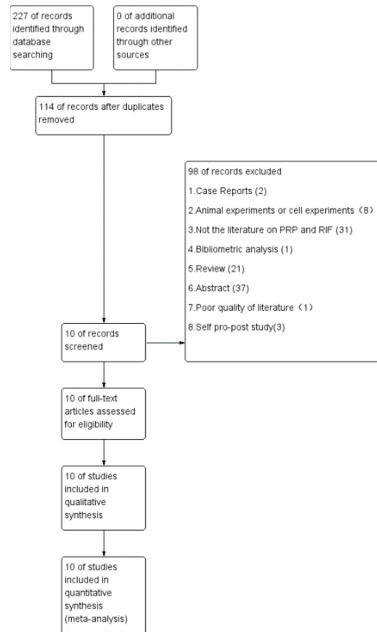 227 of records
identified through
database
searching
0 of additional
records identified
through other
sources
114 of records after duplicates
removed
98 of records excluded
1.Case Reports (2)
2.Animal experiments or cell experiments（8）
3.Not the literature on PRP and RIF (31)
4.Bibliometric analysis (1)
5.Review (21)
6.Abstract (37)
7.Poor quality of literature（1）
8.Self pro-post study(3)
10 of records
screened
10 of full-text
articles assessed
for eligibility
10 of studies
included in
qualitative
synthesis
10 of studies
included in
quantitative
synthesis
(meta-analysis)